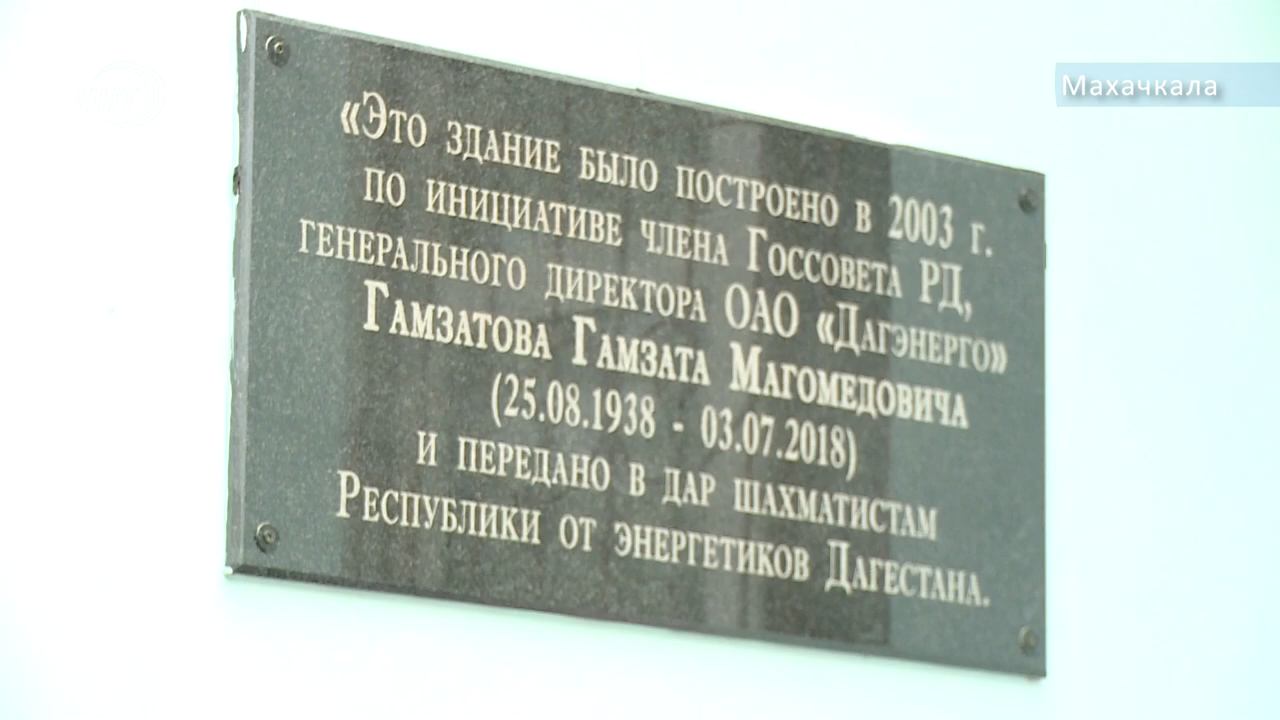 Махачкала
«Это здание было построено в 2003 г.
по инициативе члена Госсовета РД,
генерального директора ОАО «Дагэнерго»
Гамзатова Гамзата Магомедовича
(25.08.1938 - 03.07.2018)
и передано в дар шахматистам
Республики от энергетиков Дагестана.